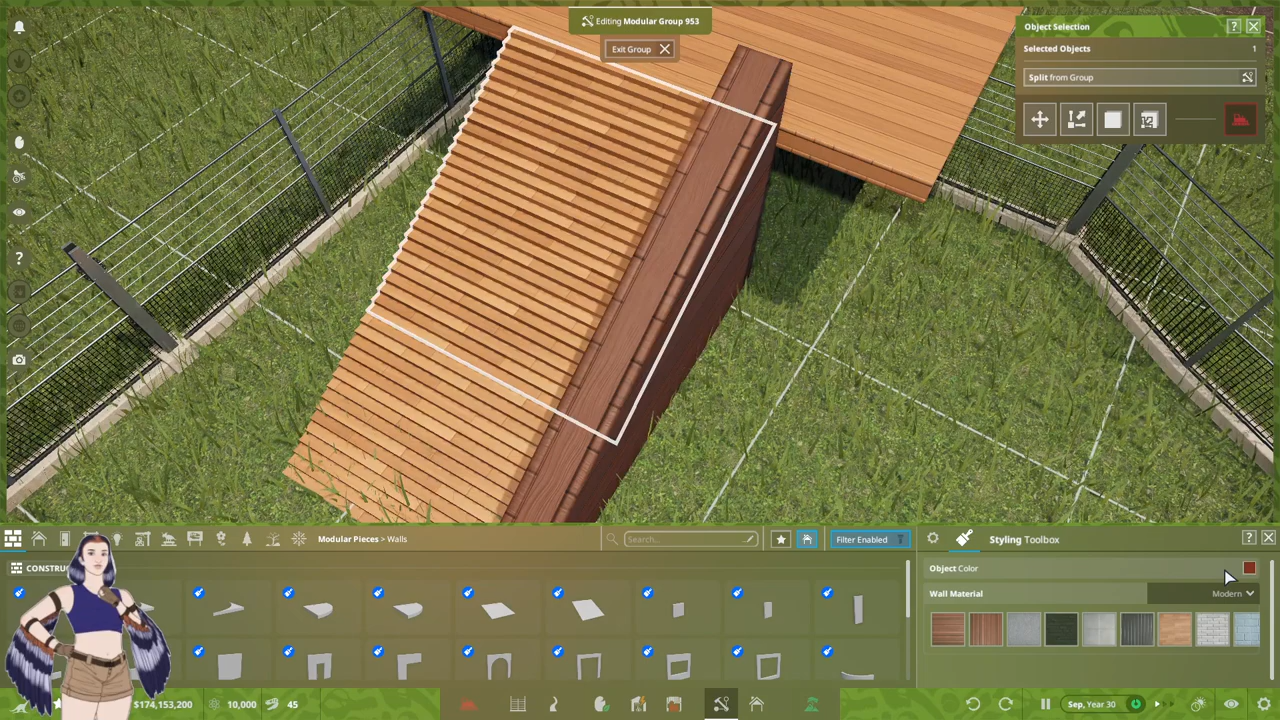 Editing Modular Group 953
Exit Group
Object Selection
?
Selected Objects 1
Split from Group
?
Modular Pieces > Walls
Search...
Filter Enabled
Styling Toolbox
?
CONSTRU
Object Color
Wall Material
Modern
$174,153,200
10,000
45
Sep, Year 30